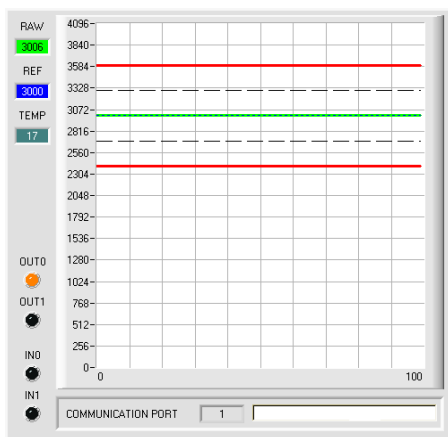 RAW
3006
REF
3000
TEMP
17
OUT0
OUT1
IN0
IN1
4096
3840
3584
3328
3072
2816
2560
2304
2048
1792
1536
1280
1024
768
512
256
0
0 100
COMMUNICATION PORT 1